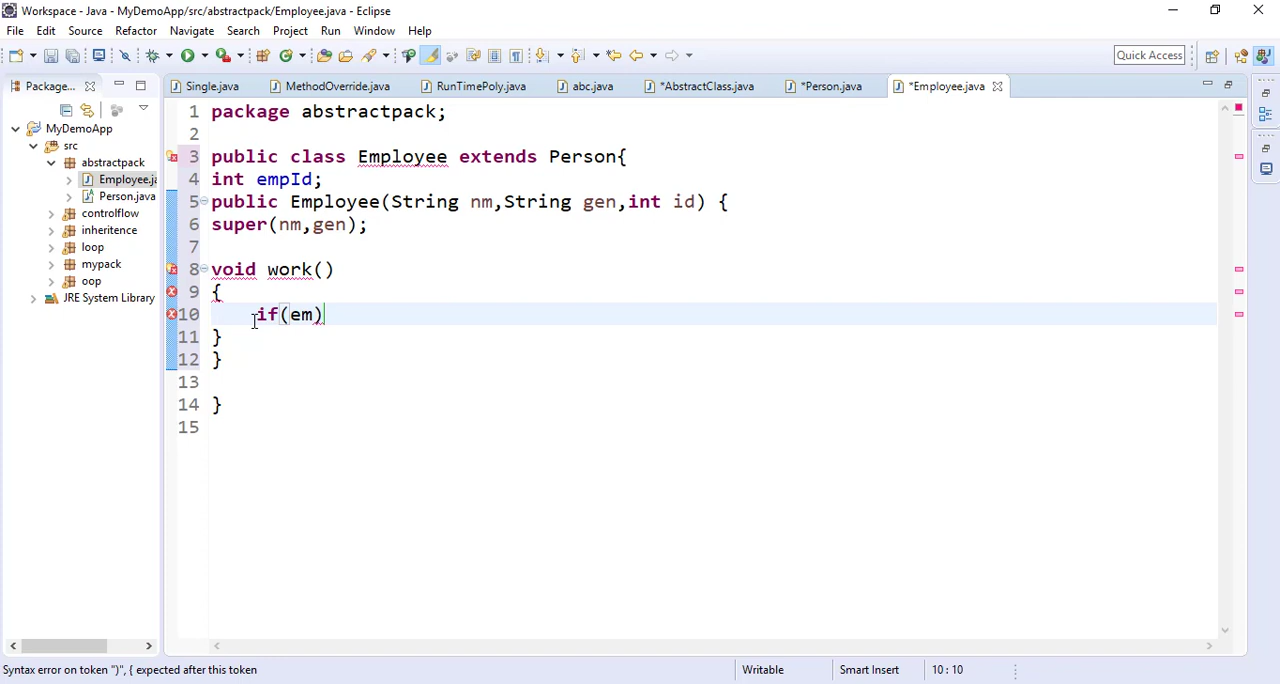 Workspace - Java - MyDemoApp/src/abstractpack/Employee.java - Eclipse
File Edit Source Refactor Navigate Search Project Run Window Help
Quick Access
Package...
Single.java MethodOverride.java RunTimePoly.java abc.java *AbstractClass.java *Person.java *Employee.java
MyDemoApp
src
abstractpack
Employee.ja
Person.java
controlflow
inheritence
loop
mypack
oop
JRE System Library
1 package abstractpack;
2
3 public class Employee extends Person{
4 int empId;
5 public Employee(String nm,String gen,int id) {
6 super(nm,gen);
7
8 void work()
9 {
10 if(em)
11 }
12 }
13
14 }
15
Syntax error on token ")", { expected after this token Writable Smart Insert 10 : 10